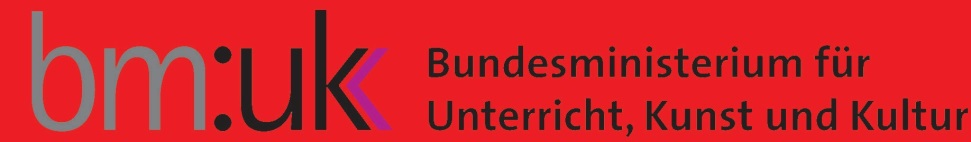 bm:uk
Bundesministerium für
Unterricht, Kunst und Kultur